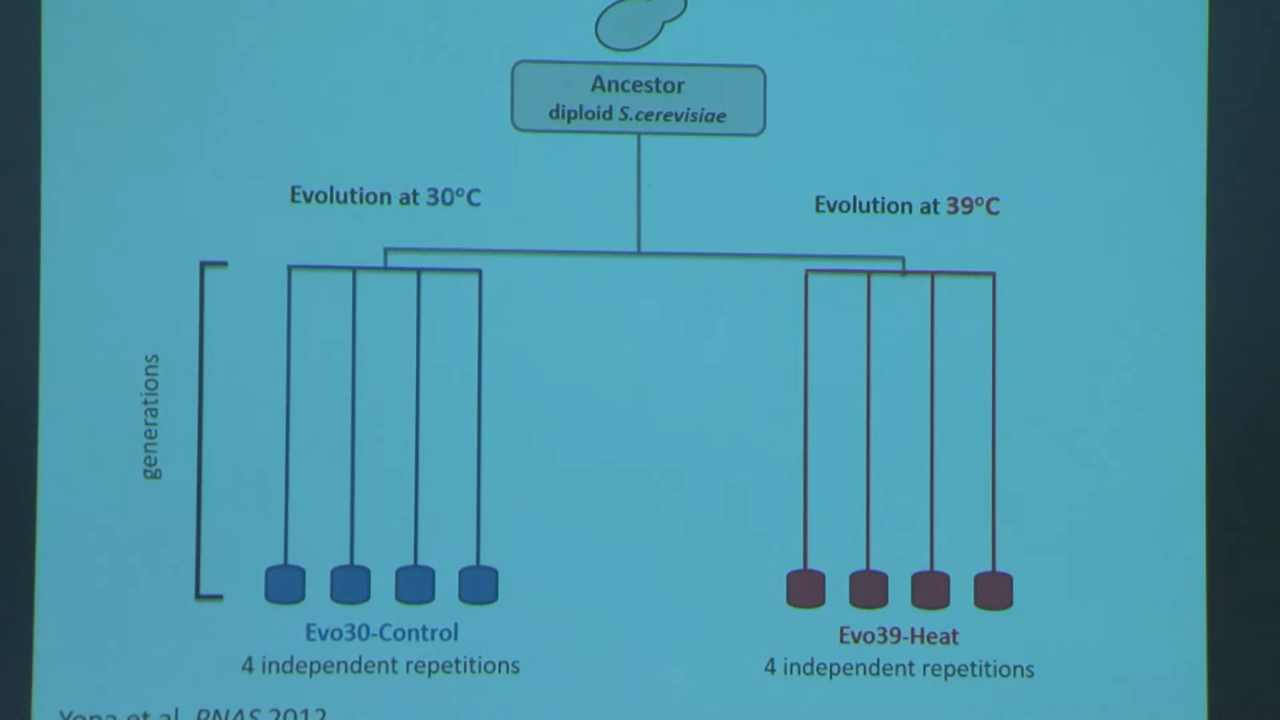 Ancestor
diploid S.cerevisiae
Evolution at 30°C
Evolution at 39°C
generations
Evo30-Control
4 independent repetitions
Evo39-Heat
4 independent repetitions
Yona et al. PNAS 2012